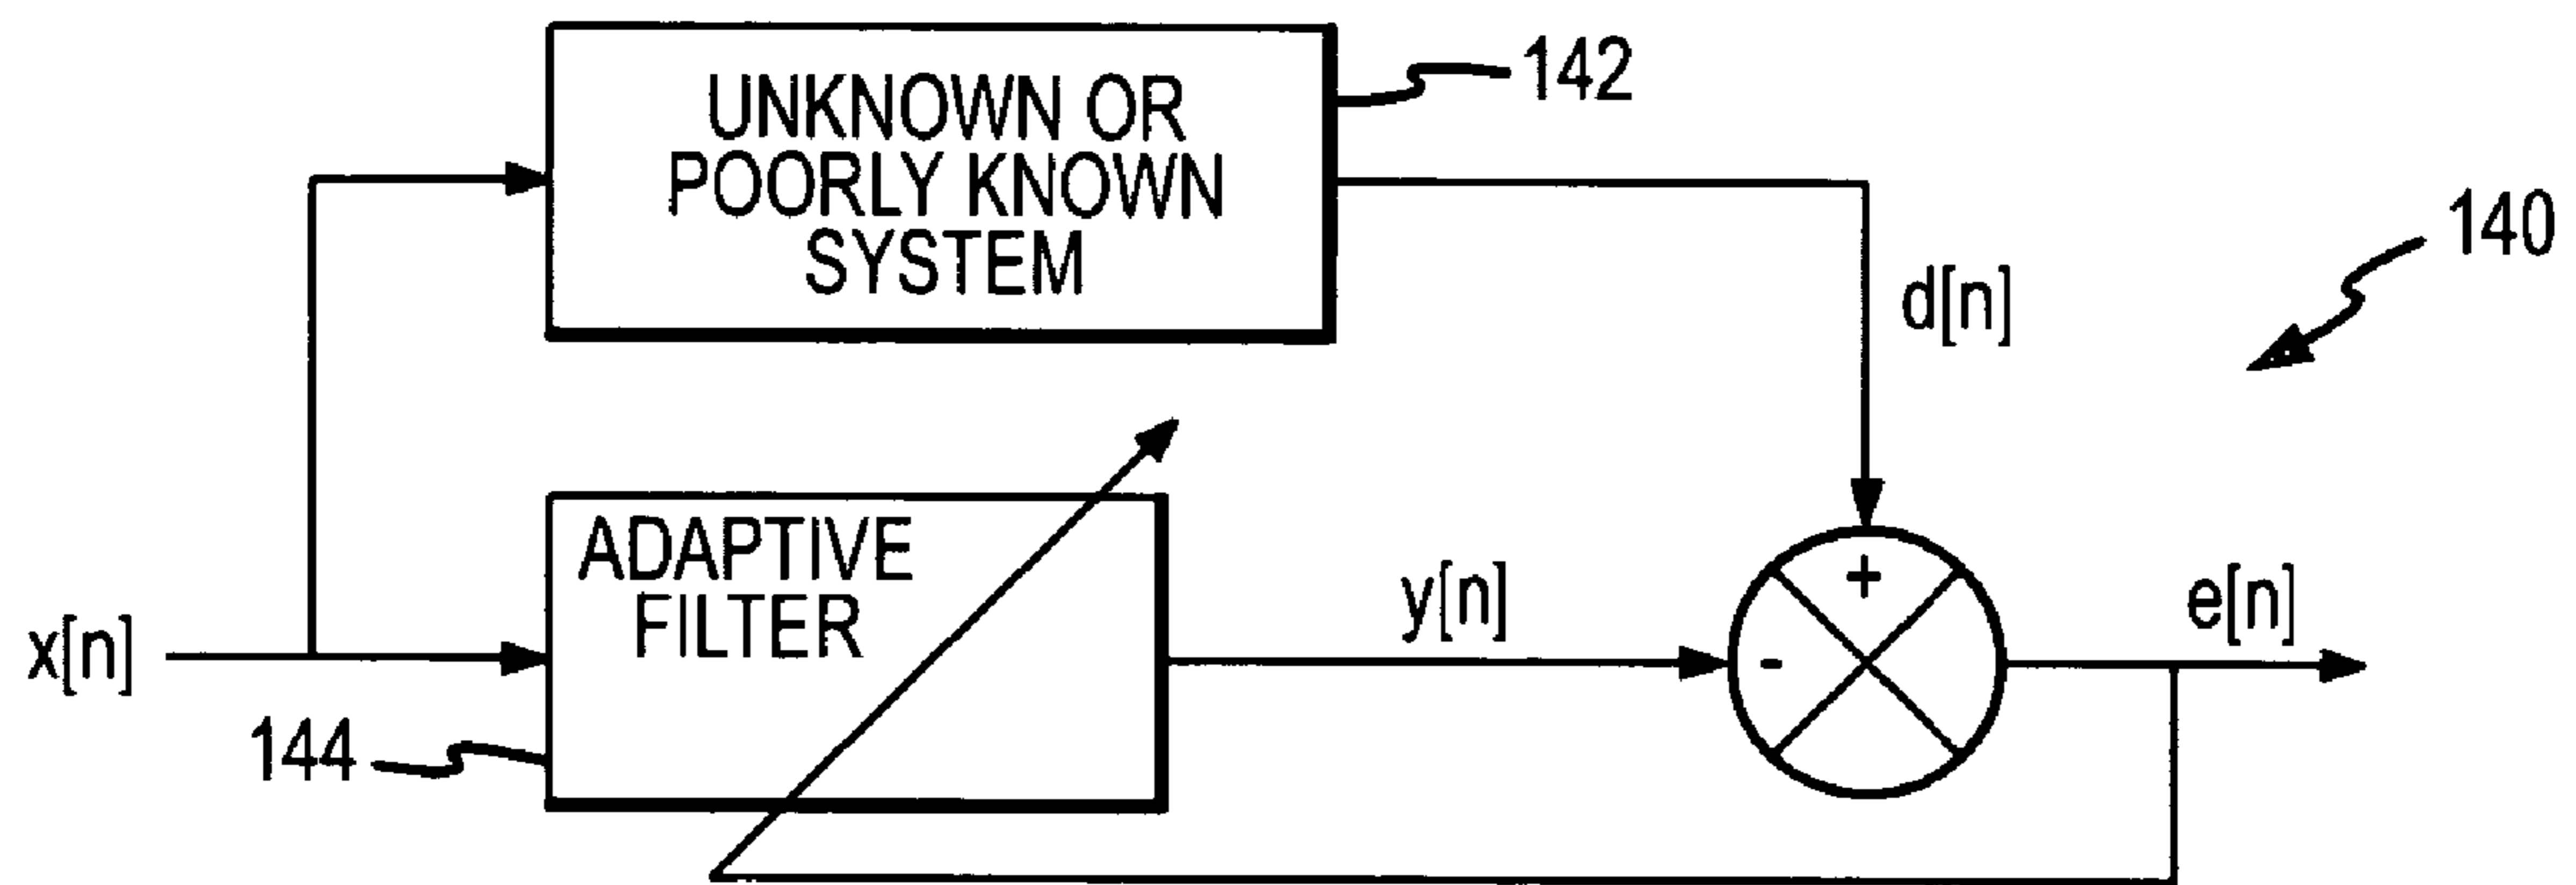 UNKNOWN OR
POORLY KNOWN
SYSTEM
142
140
d[n]
ADAPTIVE
FILTER
x[n]
y[n]
+
-
e[n]
144